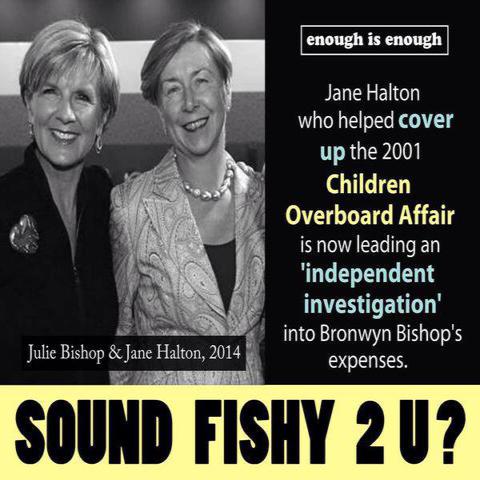 enough is enough
Jane Halton
who helped cover
up the 2001
Children
Overboard Affair
is now leading an
'independent
investigation'
into Bronwyn Bishop's
expenses.
Julie Bishop & Jane Halton, 2014
SOUND FISHY 2 U?